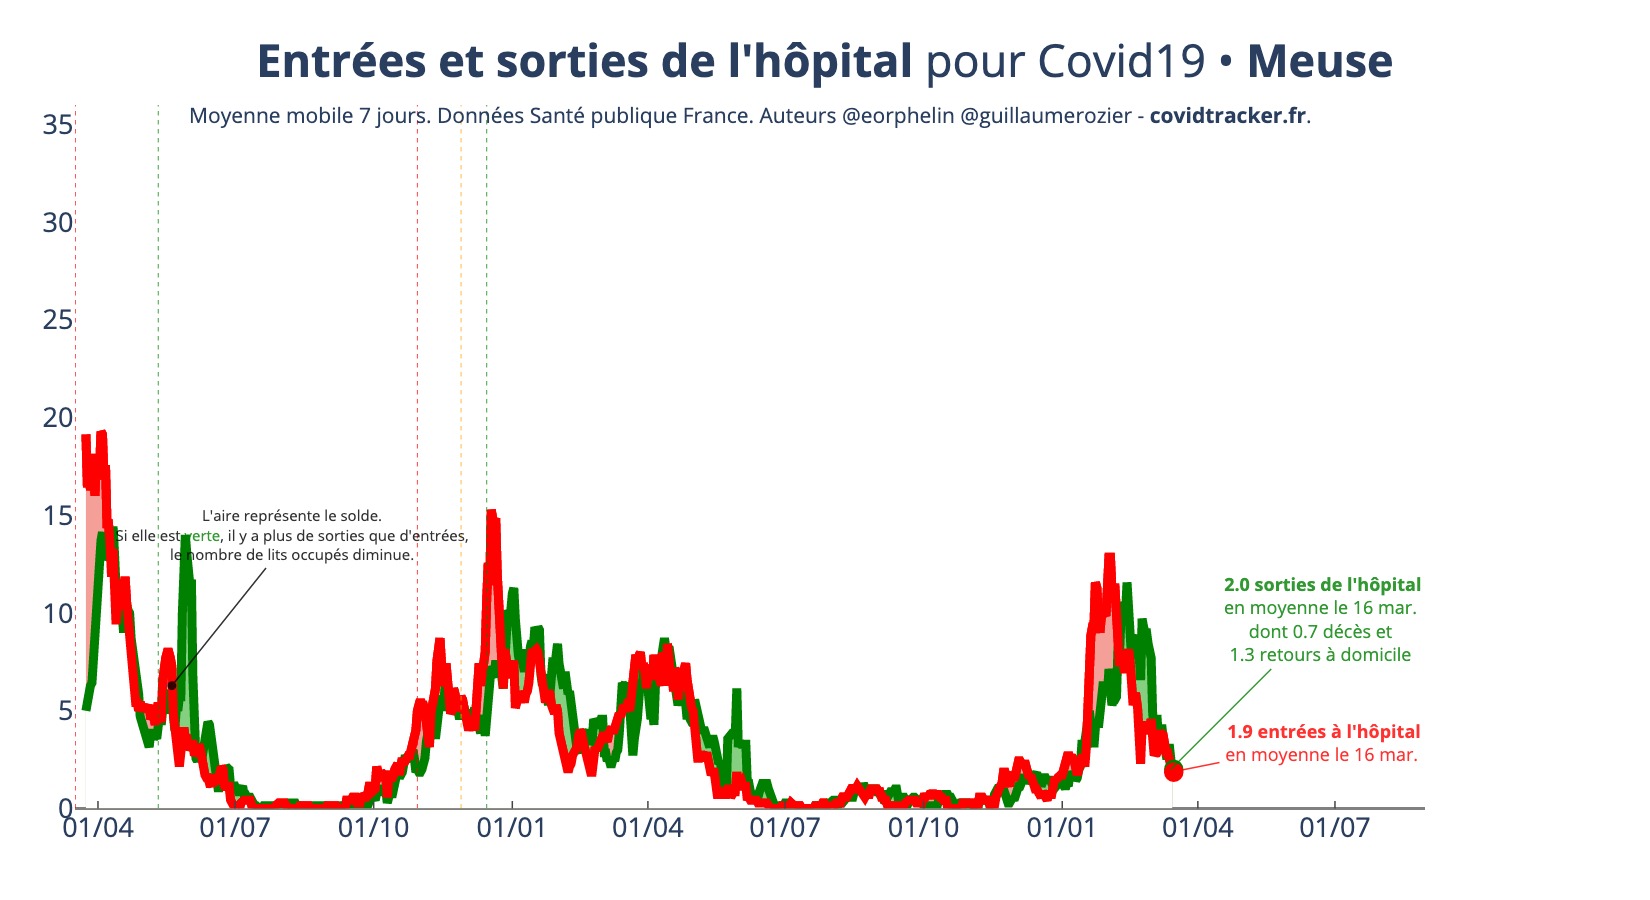 Entrées et sorties de l'hôpital pour Covid19 • Meuse
Moyenne mobile 7 jours. Données Santé publique France. Auteurs @eorphelin @guillaumerozier - covidtracker.fr.
35
30
25
20
15
10
5
0
L'aire représente le solde.
Si elle est verte, il y a plus de sorties que d'entrées,
le nombre de lits occupés diminue.
2.0 sorties de l'hôpital
en moyenne le 16 mar.
dont 0.7 décès et
1.3 retours à domicile
1.9 entrées à l'hôpital
en moyenne le 16 mar.
01/04 01/07 01/10 01/01 01/04 01/07 01/10 01/01 01/04 01/07